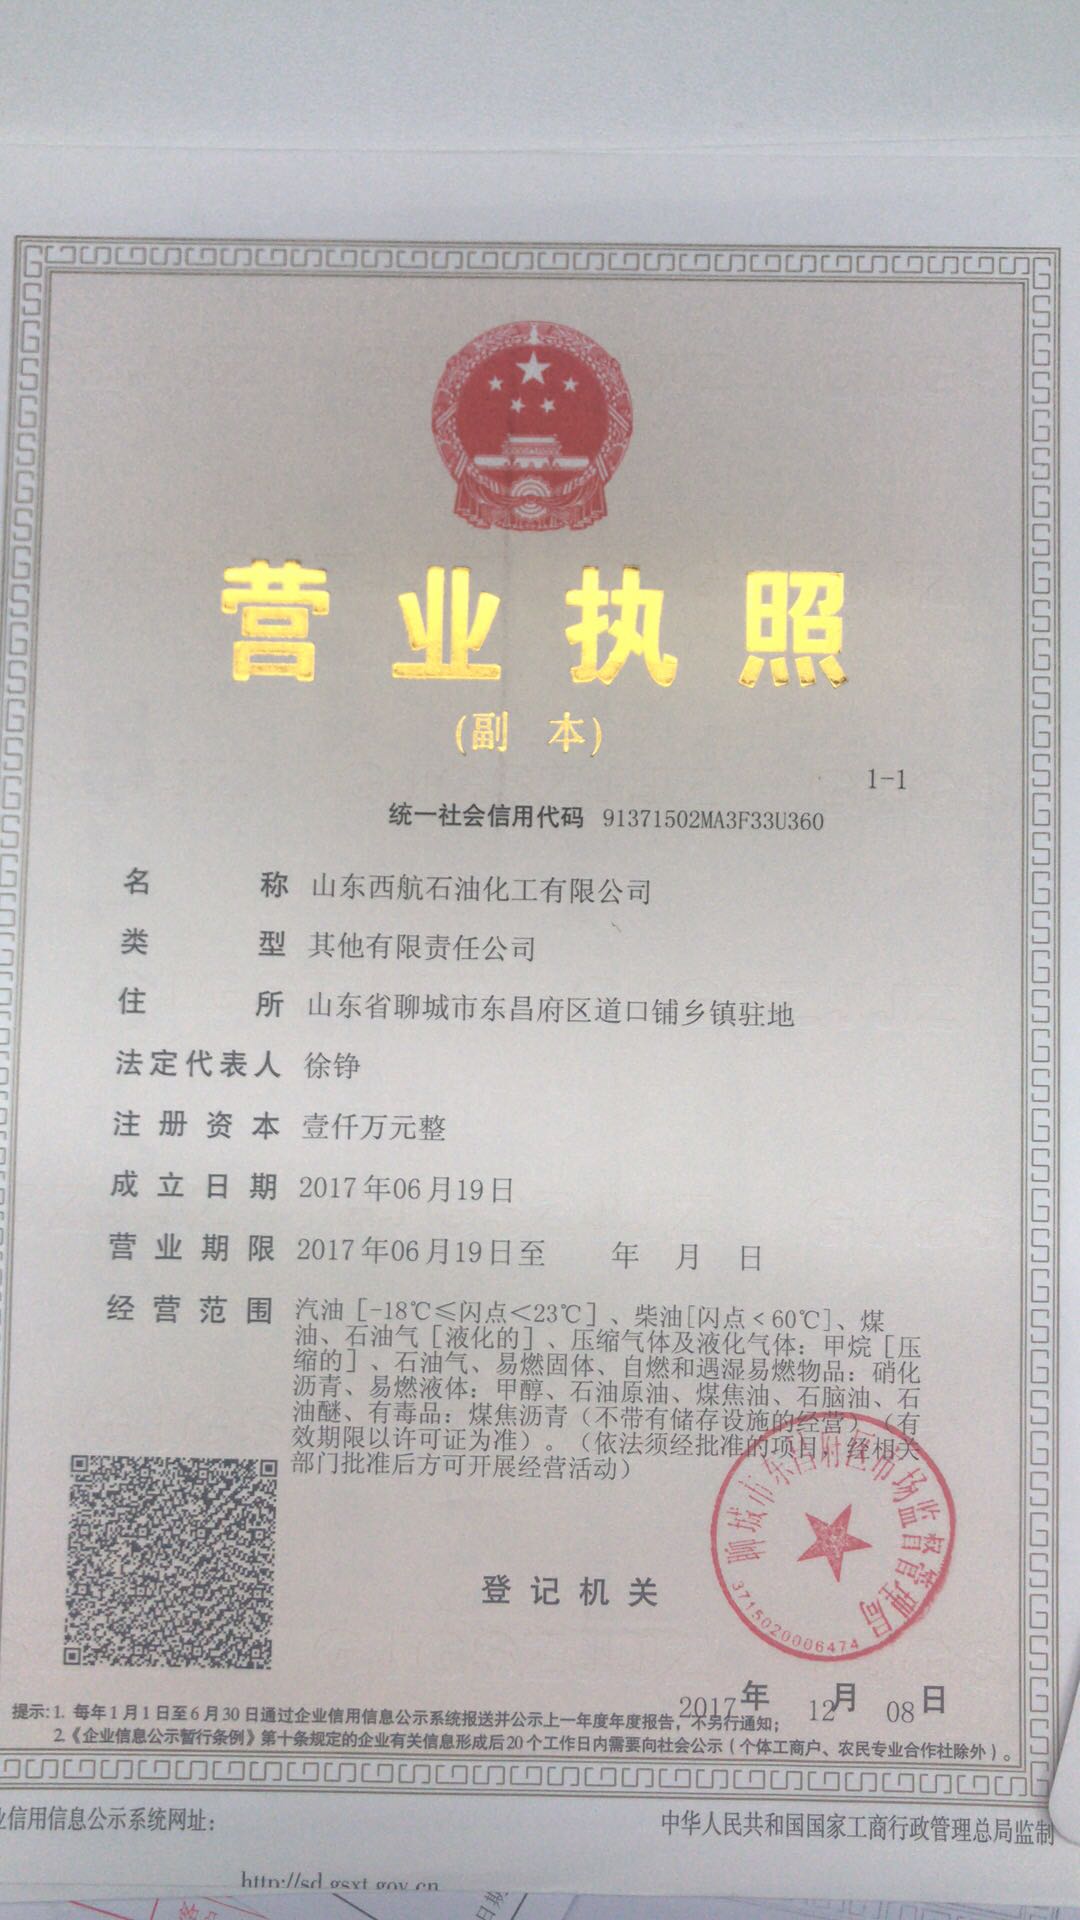 营业执照
(副 本)
1-1
统一社会信用代码 91371502MA3F33U360
名称 山东西航石油化工有限公司
类型 其他有限责任公司
住所 山东省聊城市东昌府区道口铺乡镇驻地
法定代表人 徐铮
注册资本 壹仟万元整
成立日期 2017年06月19日
营业期限 2017年06月19日至 年 月 日
经营范围 汽油［-18℃≤闪点＜23℃］、柴油[闪点＜60℃]、煤
油、石油气［液化的］、压缩气体及液化气体：甲烷［压
缩的］、石油气、易燃固体、自燃和遇湿易燃物品：硝化
沥青、易燃液体：甲醇、石油原油、煤焦油、石脑油、石
油醚、有毒品：煤焦沥青（不带有储存设施的经营）（有
效期限以许可证为准）。（依法须经批准的项目，经相关
部门批准后方可开展经营活动）
聊城市东昌府区市场监督管理局
3715020006474
登记机关
2017年 12月 08日
提示：1. 每年1月1日至6月30日通过企业信用信息公示系统报送并公示上一年度年度报告，不另行通知；
2.《企业信息公示暂行条例》第十条规定的企业有关信息形成后20个工作日内需要向社会公示（个体工商户、农民专业合作社除外）。
业信用信息公示系统网址：
中华人民共和国国家工商行政管理总局监制
http://sd.gsxt.gov.cn
日期